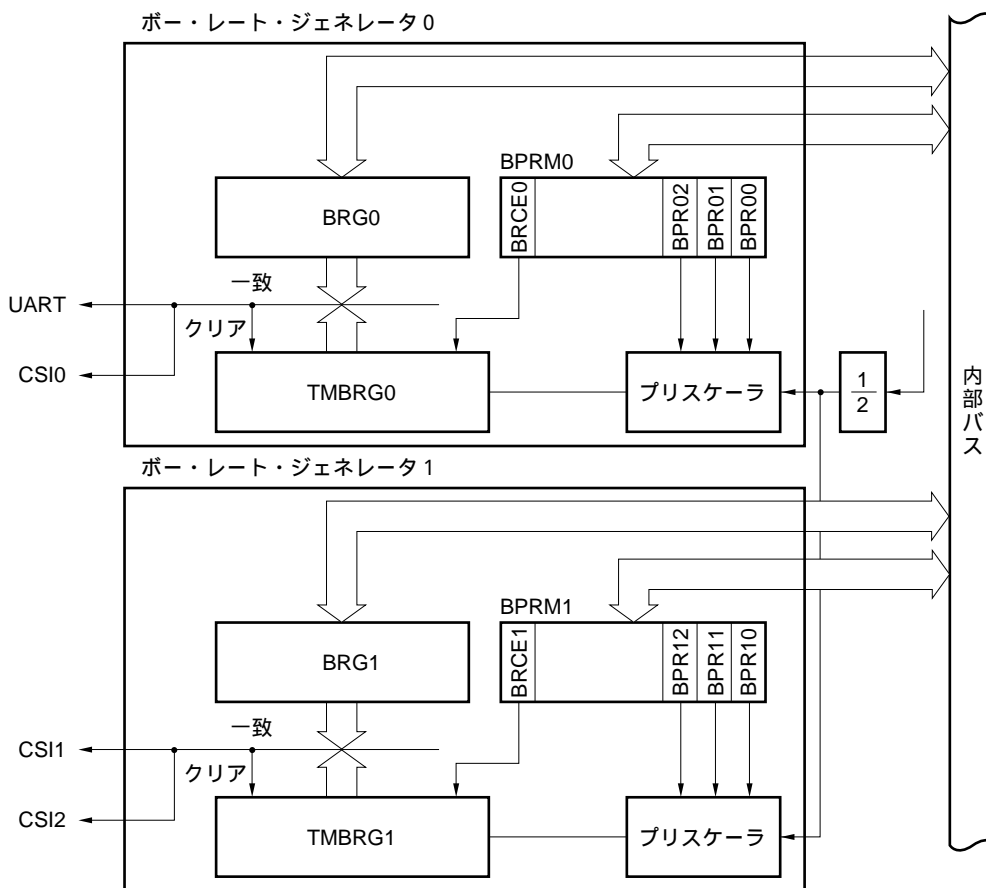 ボー・レート・ジェネレータ0
BRG0
BPRM0
BRCE0
BPR02
BPR01
BPR00
一致
クリア
UART
CSI0
TMBRG0
プリスケーラ
1
2
内部バス
ボー・レート・ジェネレータ1
BRG1
BPRM1
BRCE1
BPR12
BPR11
BPR10
一致
クリア
CSI1
CSI2
TMBRG1
プリスケーラ